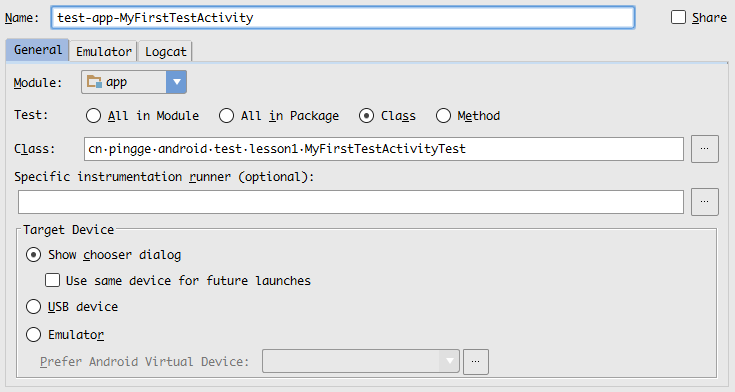 Name: test-app-MyFirstTestActivity Share
General Emulator Logcat
Module: app
Test: All in Module All in Package Class Method
Class: cn·pingge·android·test·lesson1·MyFirstTestActivityTest ...
Specific instrumentation runner (optional):
...
Target Device
Show chooser dialog
Use same device for future launches
USB device
Emulator
Prefer Android Virtual Device: ...